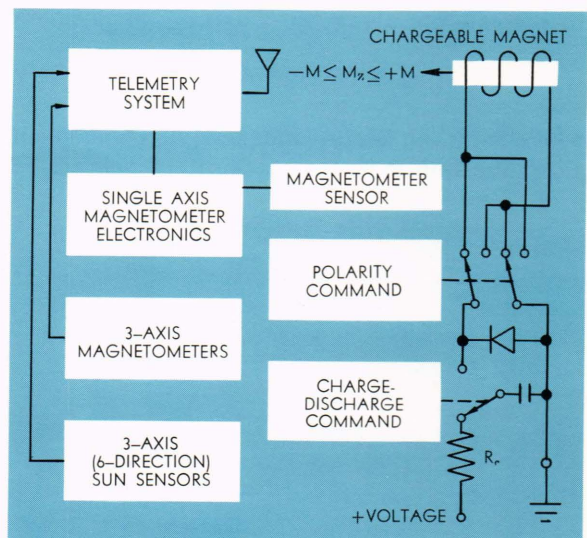 CHARGEABLE MAGNET
TELEMETRY
SYSTEM
−M ≤ Mz ≤ +M
SINGLE AXIS
MAGNETOMETER
ELECTRONICS
MAGNETOMETER
SENSOR
POLARITY
COMMAND
3–AXIS
MAGNETOMETERS
CHARGE-
DISCHARGE
COMMAND
3–AXIS
(6–DIRECTION)
SUN SENSORS
+VOLTAGE